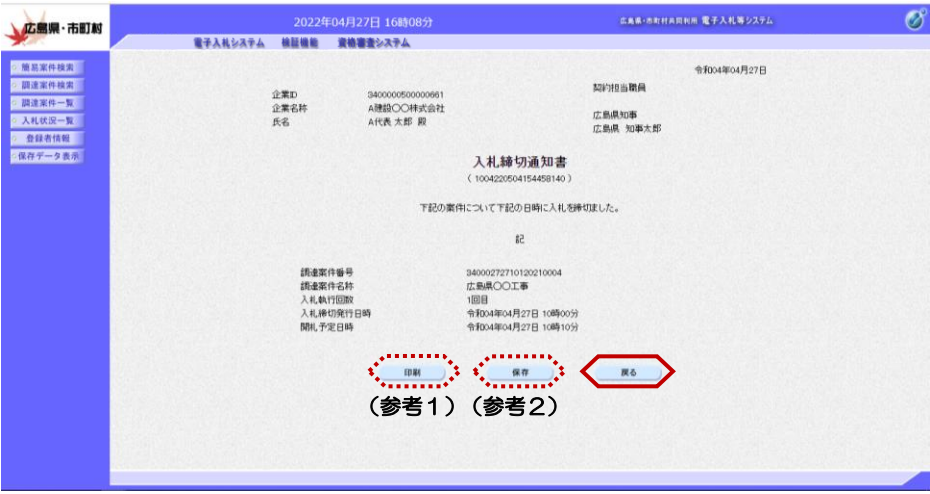 広島県・市町村
2022年04月27日 16時08分
広島県・市町村共同利用 電子入札等システム
電子入札システム 検証機能 資格審査システム
簡易案件検索
調達案件検索
調達案件一覧
入札状況一覧
登録者情報
保存データ表示
令和04年04月27日
企業ID 3400000500000661
企業名称 A建設〇〇株式会社
氏名 A代表 太郎 殿
契約担当職員
広島県知事
広島県 知事太郎
入札締切通知書
( 1004220504154458140 )
下記の案件について下記の日時に入札を締切ました。
記
調達案件番号 34000272710120210004
調達案件名称 広島県〇〇工事
入札執行回数 1回目
入札締切発行日時 令和04年04月27日 10時00分
開札予定日時 令和04年04月27日 10時10分
印刷 保存 戻る
（参考１）（参考２）